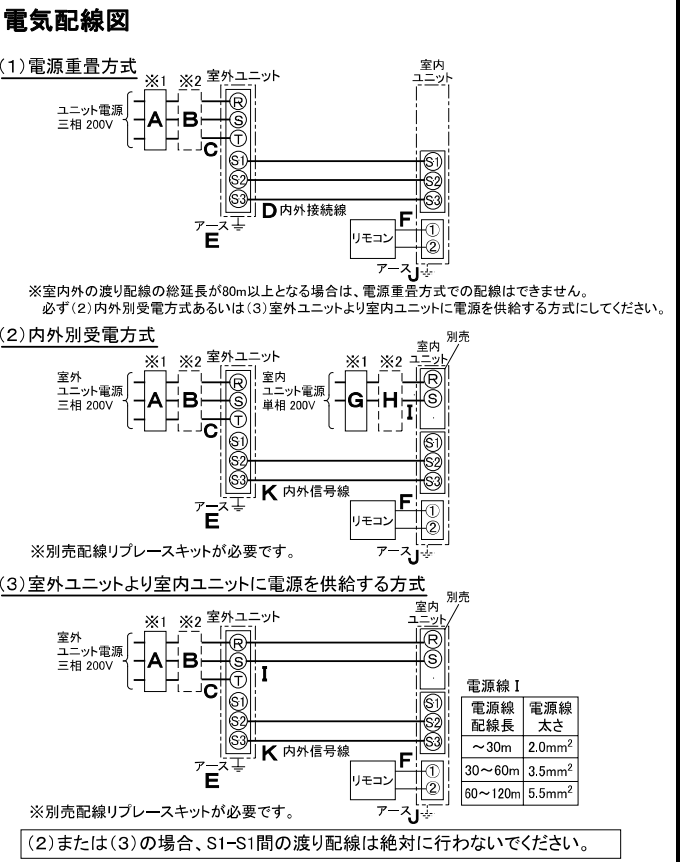 電気配線図
(1)電源重畳方式
※1 ※2 室外ユニット
室内
ユニット
ユニット電源
三相 200V
A B C
R
S
T
S1 S1
S2 S2
S3 S3
D 内外接続線
アース
E
リモコン
F
①
②
アース J
※室内外の渡り配線の総延長が80m以上となる場合は、電源重畳方式での配線はできません。
必ず(2)内外別受電方式あるいは(3)室外ユニットより室内ユニットに電源を供給する方式にしてください。
(2)内外別受電方式
※1 ※2 室外ユニット
※1 ※2 室内
ユニット
別売
室外
ユニット電源
三相 200V
A B C
R
S
T
室内
ユニット電源
単相 200V
G H I
R
S
S1 S1
S2 S2
S3 S3
K 内外信号線
アース
E
リモコン
F
①
②
アース J
※別売配線リプレースキットが必要です。
(3)室外ユニットより室内ユニットに電源を供給する方式
※1 ※2 室外ユニット
室内
ユニット
別売
室外
ユニット電源
三相 200V
A B C
R R
S S
T
I
S1 S1
S2 S2
S3 S3
K 内外信号線
アース
E
リモコン
F
①
②
アース J
電源線 I
電源線配線長 電源線太さ
～30m 2.0mm²
30～60m 3.5mm²
60～120m 5.5mm²
※別売配線リプレースキットが必要です。
(2)または(3)の場合、S1-S1間の渡り配線は絶対に行わないでください。